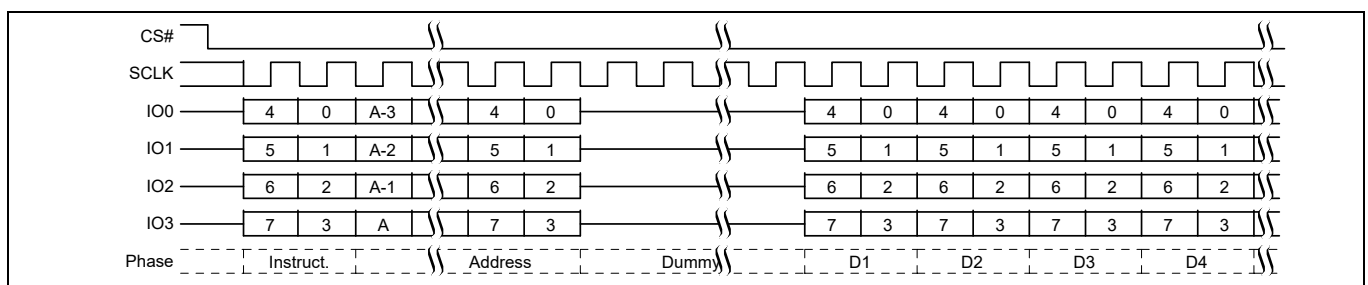 CS#
SCLK
IO0 4 0 A-3 4 0 4 0 4 0 4 0 4 0
IO1 5 1 A-2 5 1 5 1 5 1 5 1 5 1
IO2 6 2 A-1 6 2 6 2 6 2 6 2 6 2
IO3 7 3 A 7 3 7 3 7 3 7 3 7 3
Phase Instruct. Address Dummy D1 D2 D3 D4